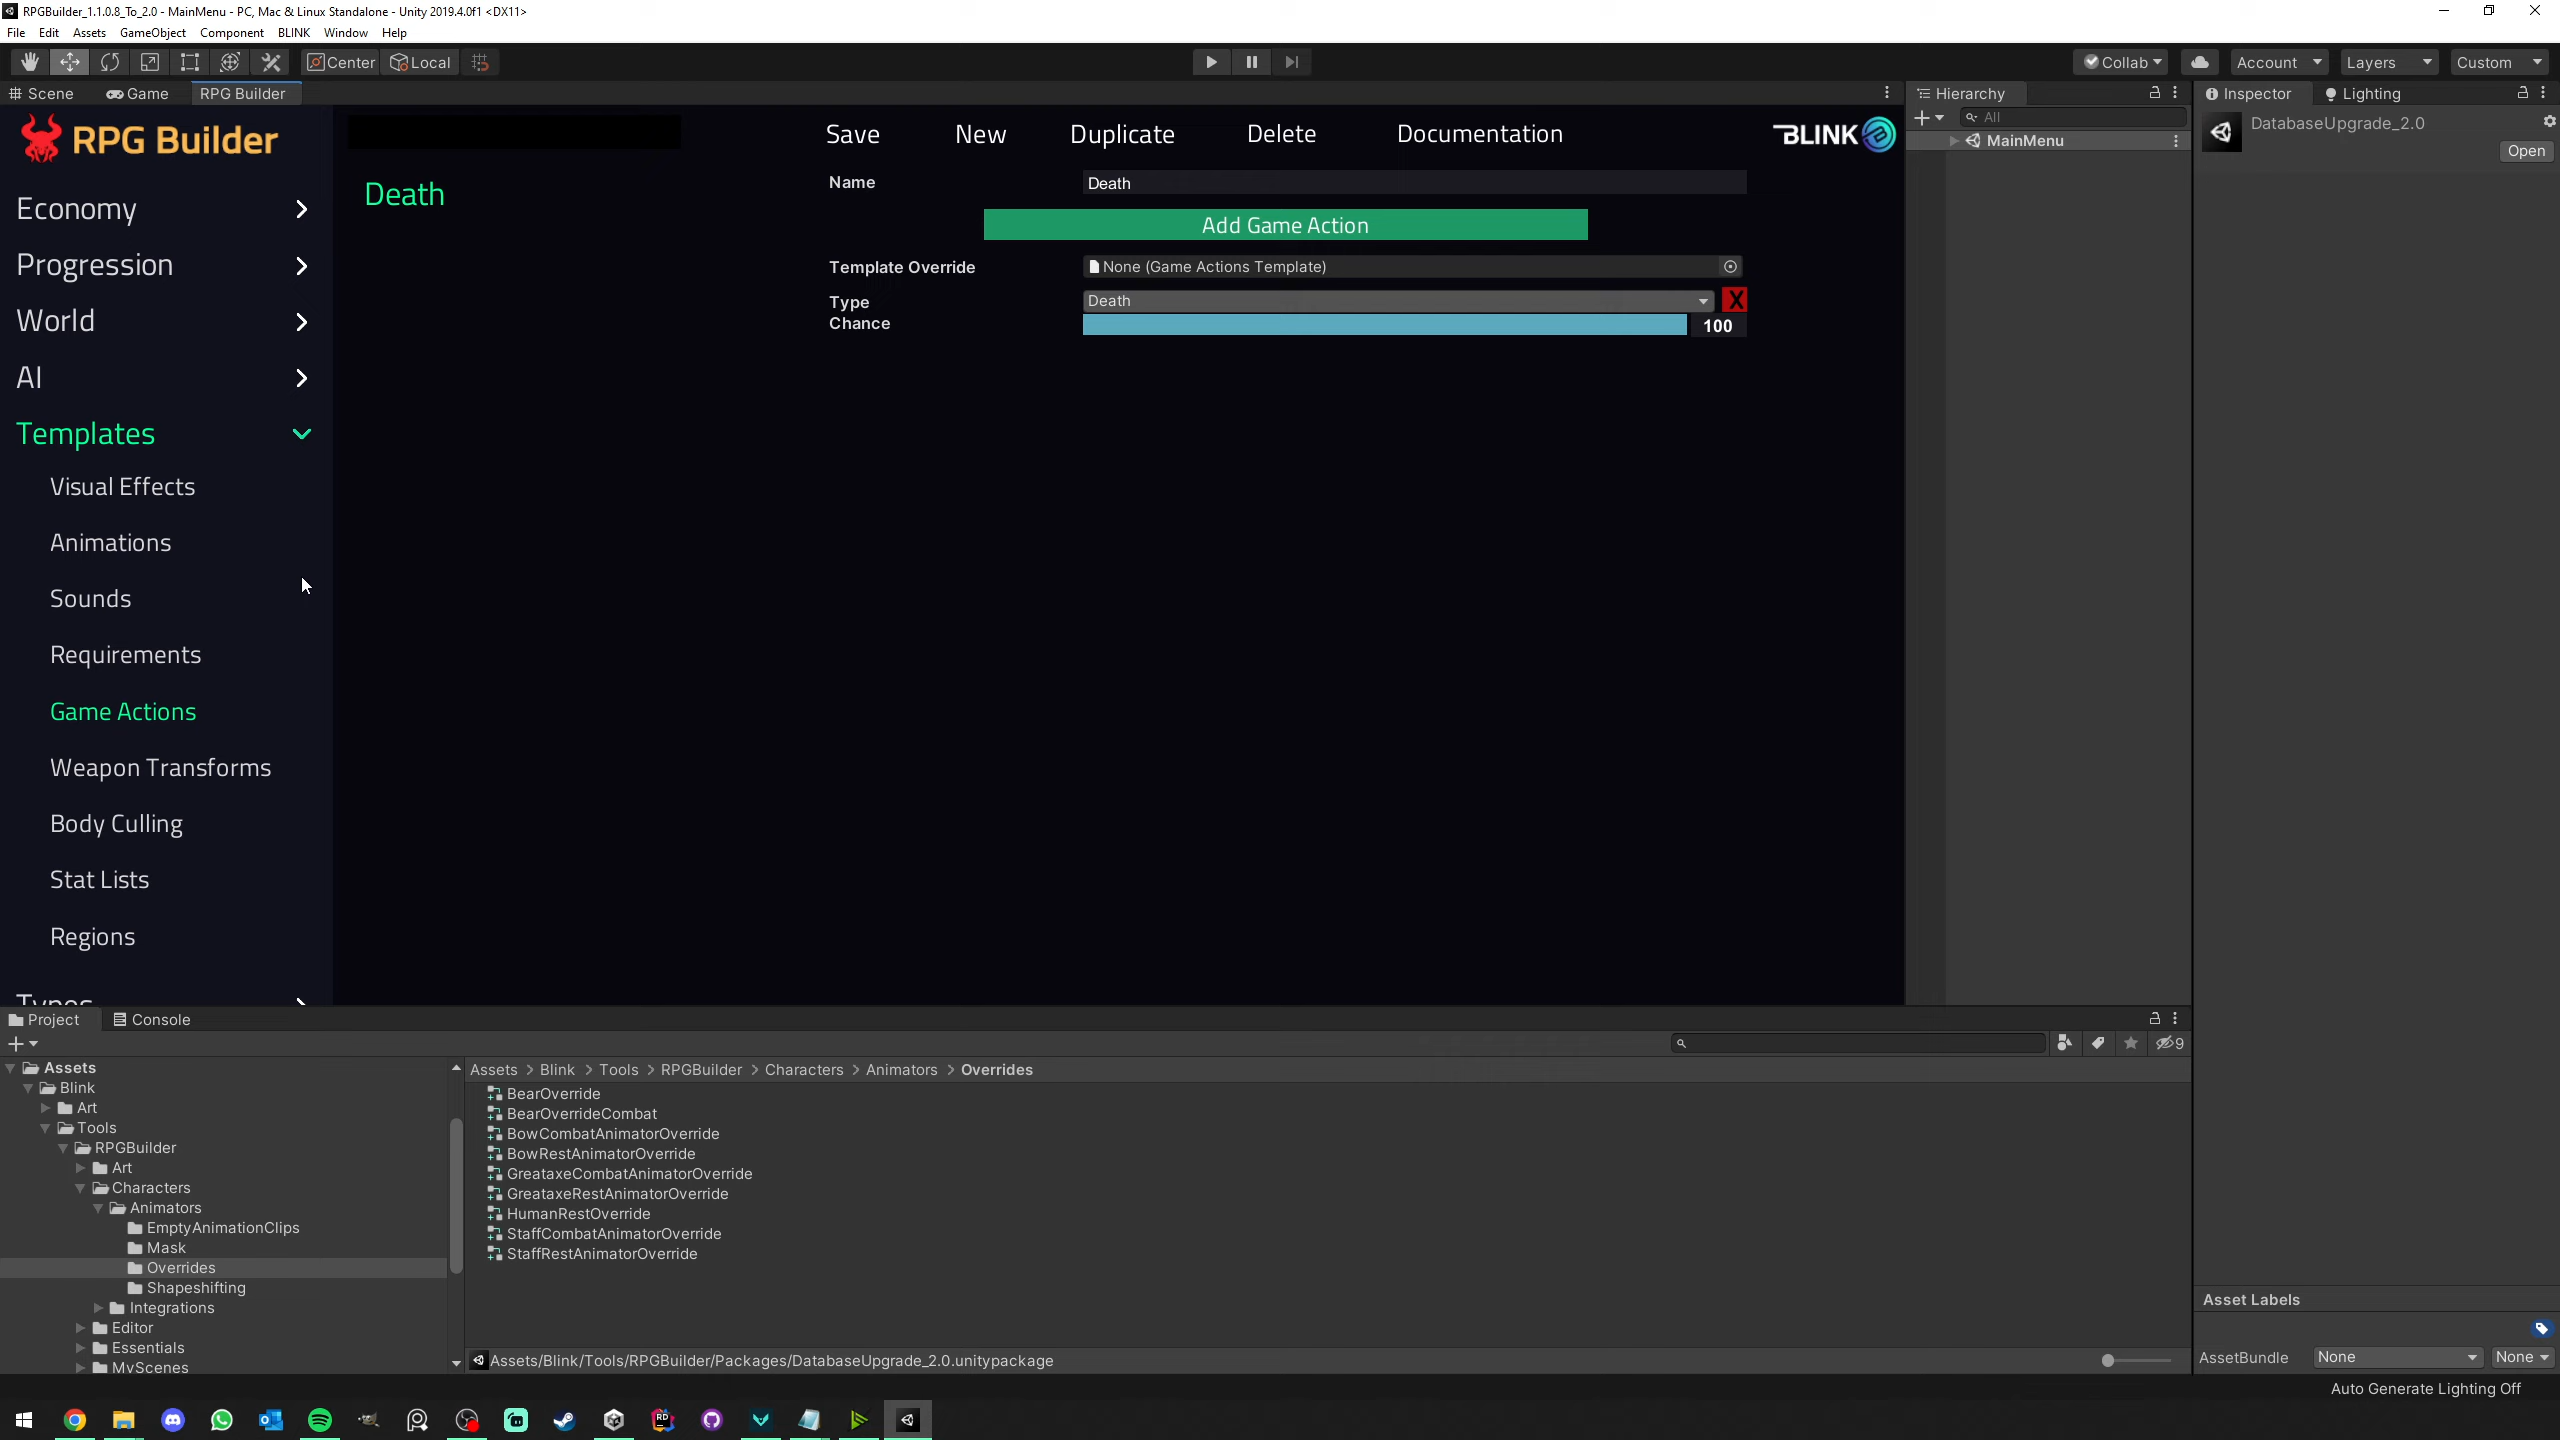 RPGBuilder_1.1.0.8_To_2.0 - MainMenu - PC, Mac & Linux Standalone - Unity 2019.4.0f1 <DX11>
File Edit Assets GameObject Component BLINK Window Help
Center Local Collab Account Layers Custom
Scene Game RPG Builder Hierarchy Inspector Lighting
RPG Builder
Save New Duplicate Delete Documentation BLINK
All
DatabaseUpgrade_2.0
MainMenu
Open
Death
Name Death
Add Game Action
Template Override None (Game Actions Template)
Type Death X
Chance 100
Economy
Progression
World
AI
Templates
Visual Effects
Animations
Sounds
Requirements
Game Actions
Weapon Transforms
Body Culling
Stat Lists
Regions
Types
Project Console
9
Assets
Blink
Art
Tools
RPGBuilder
Art
Characters
Animators
EmptyAnimationClips
Mask
Overrides
Shapeshifting
Integrations
Editor
Essentials
MyScenes
Assets > Blink > Tools > RPGBuilder > Characters > Animators > Overrides
BearOverride
BearOverrideCombat
BowCombatAnimatorOverride
BowRestAnimatorOverride
GreataxeCombatAnimatorOverride
GreataxeRestAnimatorOverride
HumanRestOverride
StaffCombatAnimatorOverride
StaffRestAnimatorOverride
Assets/Blink/Tools/RPGBuilder/Packages/DatabaseUpgrade_2.0.unitypackage
Asset Labels
AssetBundle None None
Auto Generate Lighting Off